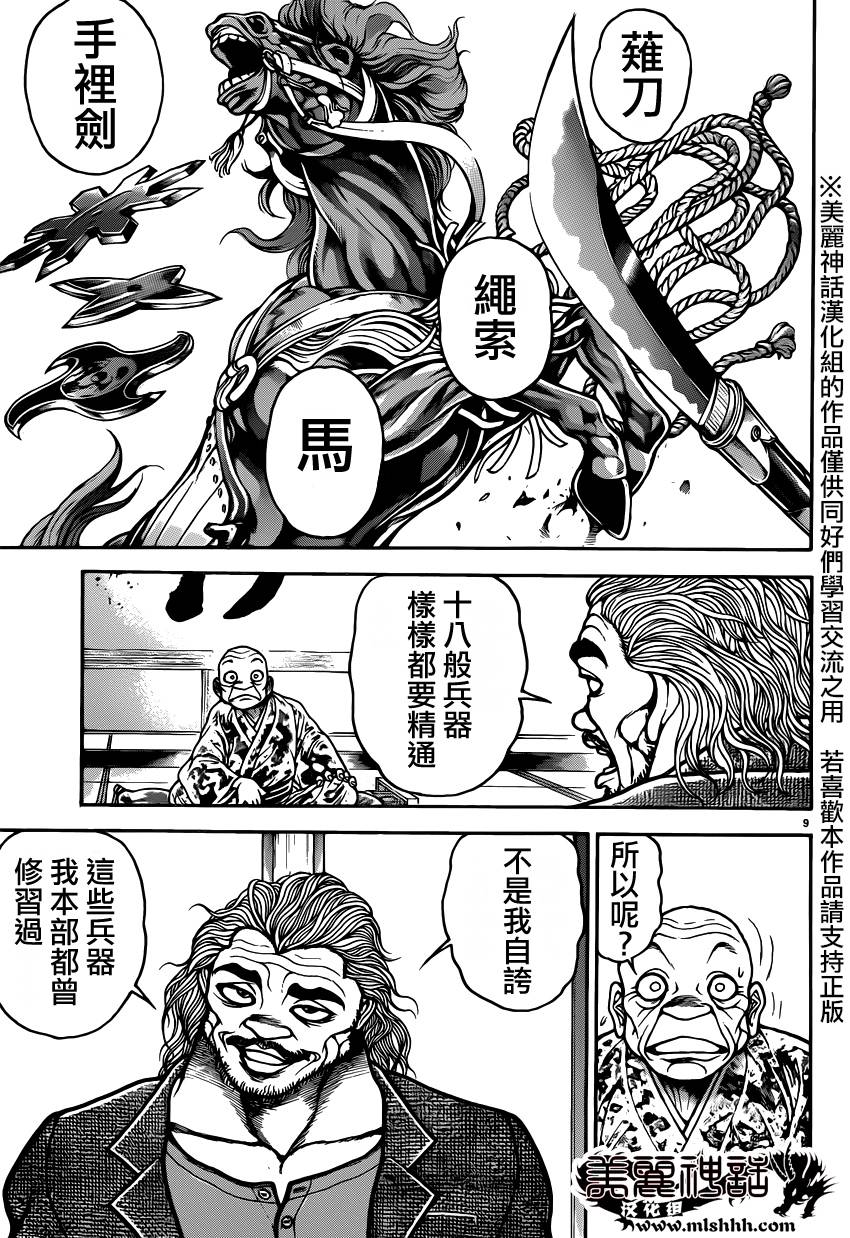 薙刀
繩索
馬
手裡劍
十八般兵器
樣樣都要精通
9
所以呢？
不是我自誇
這些兵器
我本部都曾
修習過
※美麗神話漢化組的作品僅供同好們學習交流之用 若喜歡本作品請支持正版
美麗神話
汉化组
www.mlshhh.com